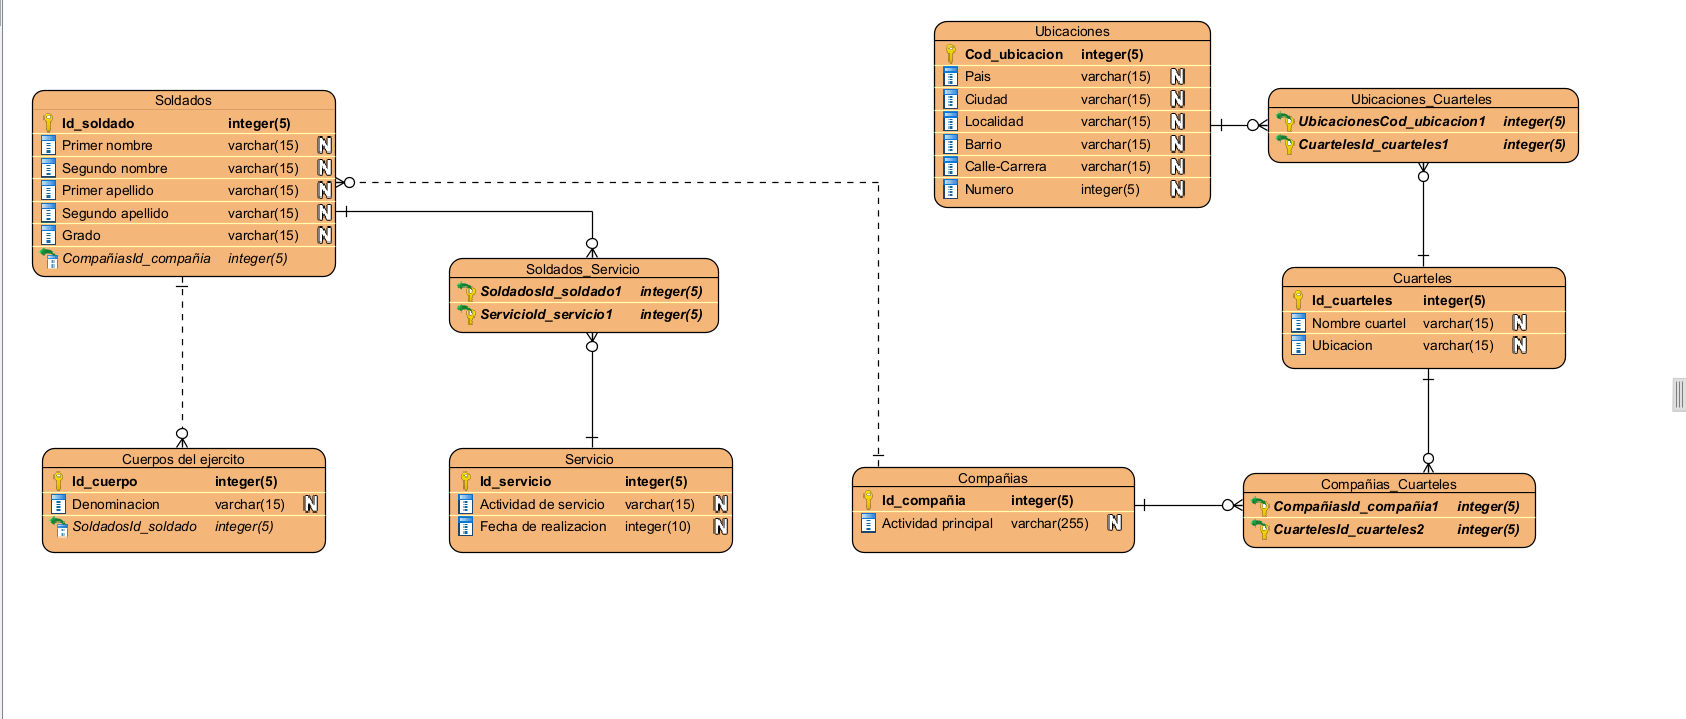 Soldados
Id_soldado integer(5)
Primer nombre varchar(15) N
Segundo nombre varchar(15) N
Primer apellido varchar(15) N
Segundo apellido varchar(15) N
Grado varchar(15) N
CompañiasId_compañia integer(5)
Cuerpos del ejercito
Id_cuerpo integer(5)
Denominacion varchar(15) N
SoldadosId_soldado integer(5)
Soldados_Servicio
SoldadosId_soldado1 integer(5)
ServicioId_servicio1 integer(5)
Servicio
Id_servicio integer(5)
Actividad de servicio varchar(15) N
Fecha de realizacion integer(10) N
Ubicaciones
Cod_ubicacion integer(5)
Pais varchar(15) N
Ciudad varchar(15) N
Localidad varchar(15) N
Barrio varchar(15) N
Calle-Carrera varchar(15) N
Numero integer(5) N
Ubicaciones_Cuarteles
UbicacionesCod_ubicacion1 integer(5)
CuartelesId_cuarteles1 integer(5)
Cuarteles
Id_cuarteles integer(5)
Nombre cuartel varchar(15) N
Ubicacion varchar(15) N
Compañias
Id_compañia integer(5)
Actividad principal varchar(255) N
Compañias_Cuarteles
CompañiasId_compañia1 integer(5)
CuartelesId_cuarteles2 integer(5)